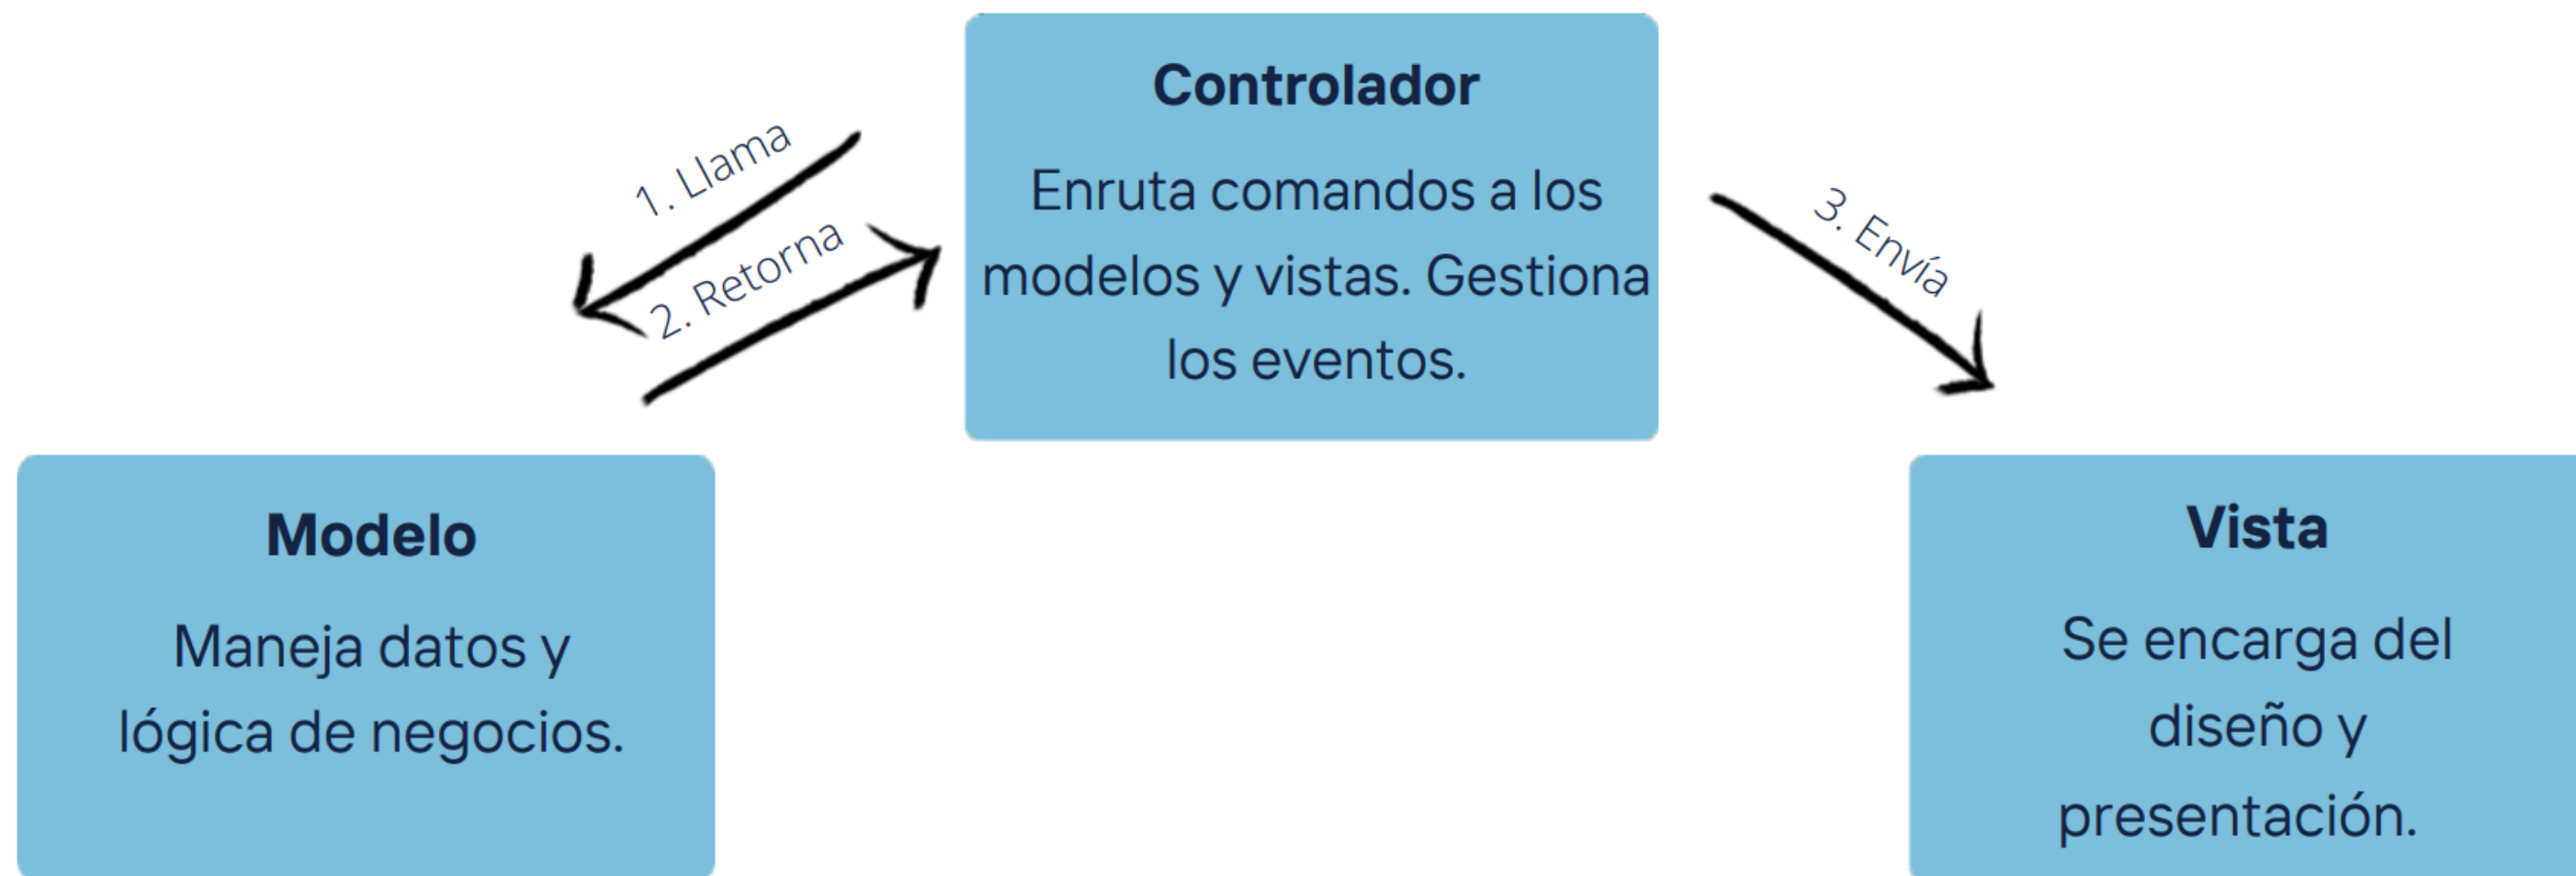 Controlador
Enruta comandos a los
modelos y vistas. Gestiona
los eventos.
1. Llama
2. Retorna
3. Envía
Modelo
Maneja datos y
lógica de negocios.
Vista
Se encarga del
diseño y
presentación.